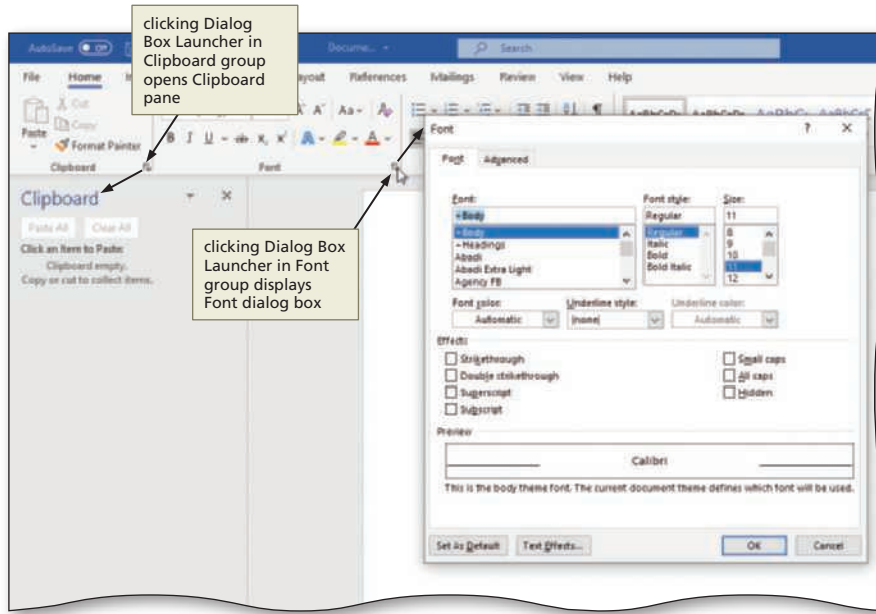 clicking Dialog
Box Launcher in
Clipboard group
opens Clipboard
pane
AutoSave Off
Docume...
Search
File Home
ayout References Mailings Review View Help
Cut
Copy
Paste
Format Painter
B I U ab x, x A A
Aa
Clipboard
Font
Clipboard
Paste All Clear All
Click an Item to Paste:
Clipboard empty.
Copy or cut to collect items.
clicking Dialog Box
Launcher in Font
group displays
Font dialog box
Font ? ×
Font Advanced
Font: Font style: Size:
+Body Regular 11
+Body Regular 8
+Headings Italic 9
Abadi Bold 10
Abadi Extra Light Bold Italic 11
Agency FB 12
Font color: Underline style: Underline color:
Automatic (none) Automatic
Effects
Strikethrough Small caps
Double strikethrough All caps
Superscript Hidden
Subscript
Preview
Calibri
This is the body theme font. The current document theme defines which font will be used.
Set As Default Text Effects... OK Cancel